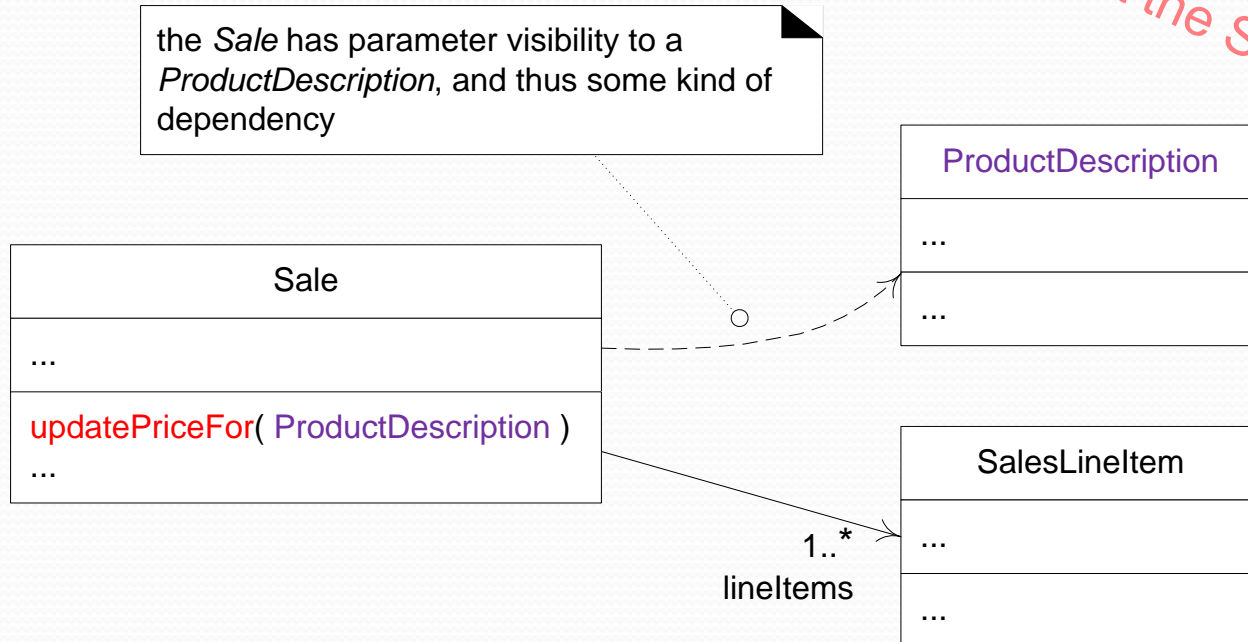 the S
the Sale has parameter visibility to a
ProductDescription, and thus some kind of
dependency
ProductDescription
...
...
Sale
...
updatePriceFor( ProductDescription )
...
SalesLineItem
...
...
1..*
lineItems